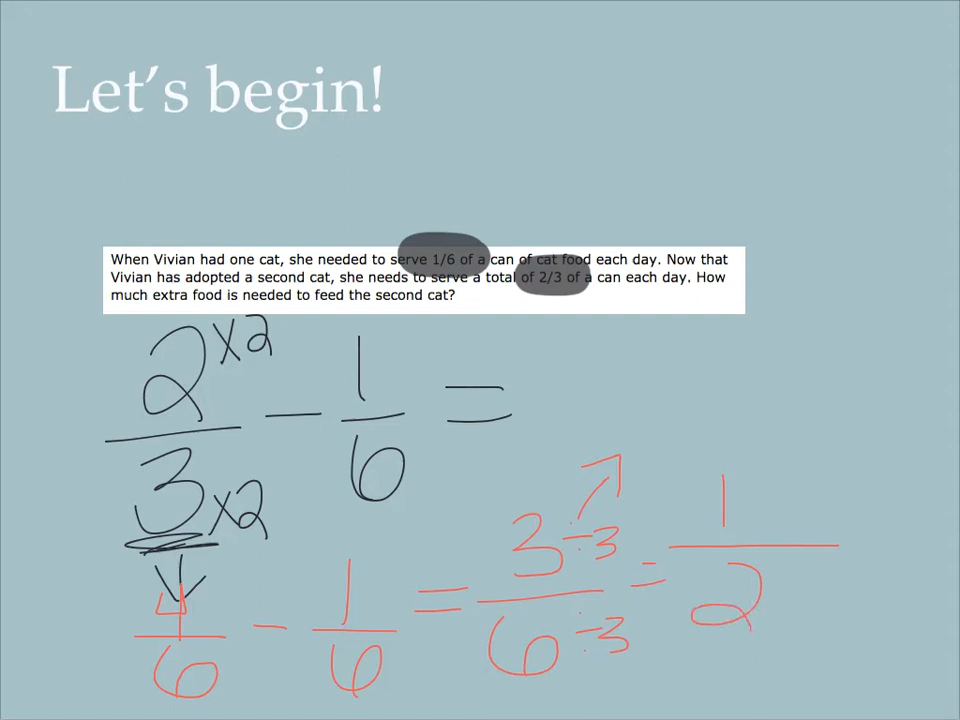 Let's begin!
When Vivian had one cat, she needed to serve 1/6 of a can of cat food each day. Now that
Vivian has adopted a second cat, she needs to serve a total of 2/3 of a can each day. How
much extra food is needed to feed the second cat?
2 ×2 / 3 ×2 − 1/6 =
4/6 − 1/6 = 3 ÷3 / 6 ÷3 = 1/2